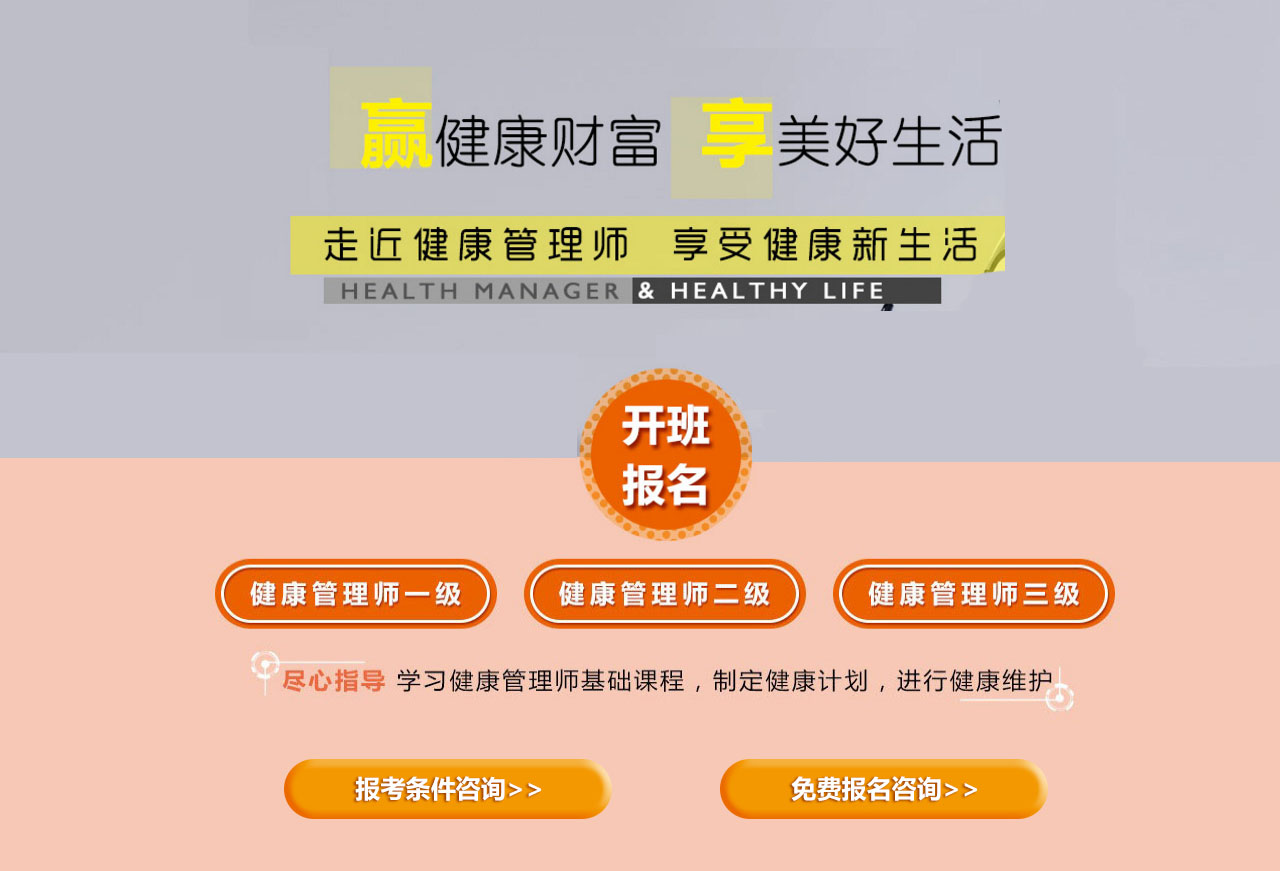 赢健康财富 享美好生活
走近健康管理师 享受健康新生活
HEALTH MANAGER & HEALTHY LIFE
开班
报名
健康管理师一级 健康管理师二级 健康管理师三级
尽心指导 学习健康管理师基础课程，制定健康计划，进行健康维护
报考条件咨询>> 免费报名咨询>>